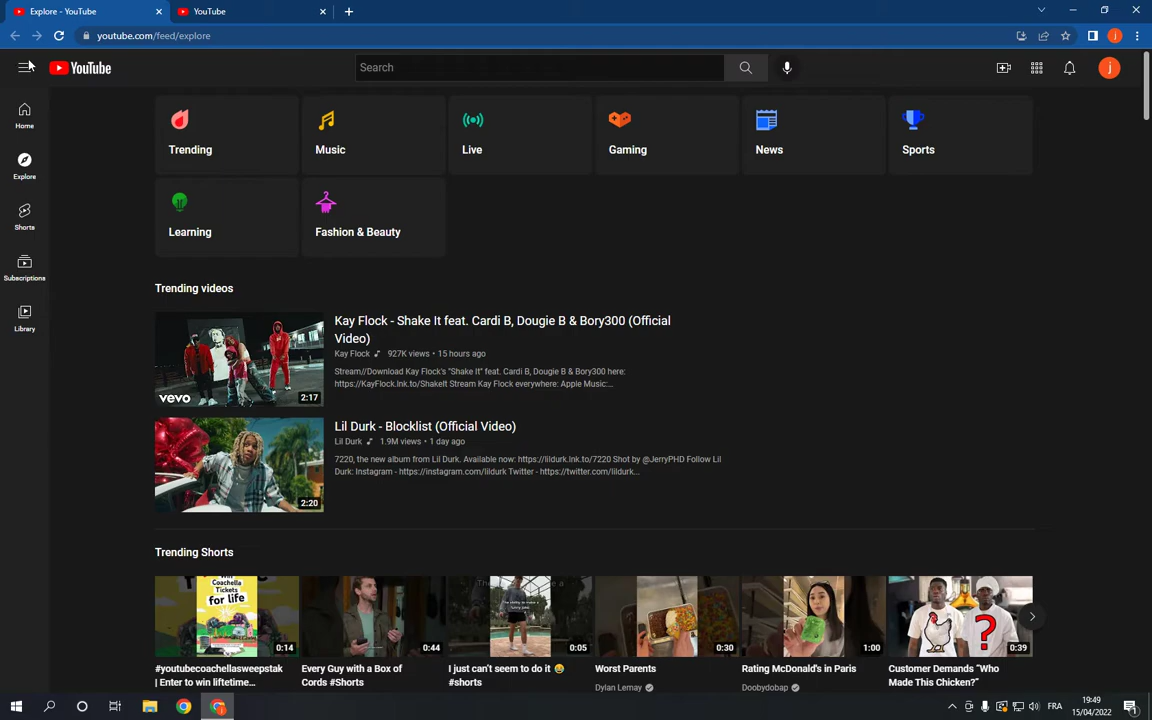 Explore - YouTube
YouTube
youtube.com/feed/explore
YouTube
Search
j
j
Home
Explore
Shorts
Subscriptions
Library
Trending
Music
Live
Gaming
News
Sports
Learning
Fashion & Beauty
Trending videos
Kay Flock - Shake It feat. Cardi B, Dougie B & Bory300 (Official
Video)
Kay Flock 927K views • 15 hours ago
Stream//Download Kay Flock's "Shake It" feat. Cardi B, Dougie B & Bory300 here:
https://KayFlock.lnk.to/ShakeIt Stream Kay Flock everywhere: Apple Music:...
vevo
2:17
Lil Durk - Blocklist (Official Video)
Lil Durk 1.9M views • 1 day ago
7220, the new album from Lil Durk. Available now: https://lildurk.lnk.to/7220 Shot by @JerryPHD Follow Lil
Durk: Instagram - https://instagram.com/lildurk Twitter - https://twitter.com/lildurk...
2:20
Trending Shorts
Coachella
Tickets
for life
0:14
0:44
0:05
0:30
1:00
?
0:39
#youtubecoachellasweepstak
| Enter to win liftetime...
Every Guy with a Box of
Cords #Shorts
I just can't seem to do it 😂
#shorts
Worst Parents
Dylan Lemay
Rating McDonald's in Paris
Doobydobap
Customer Demands “Who
Made This Chicken?”
FRA
19:49
15/04/2022
1